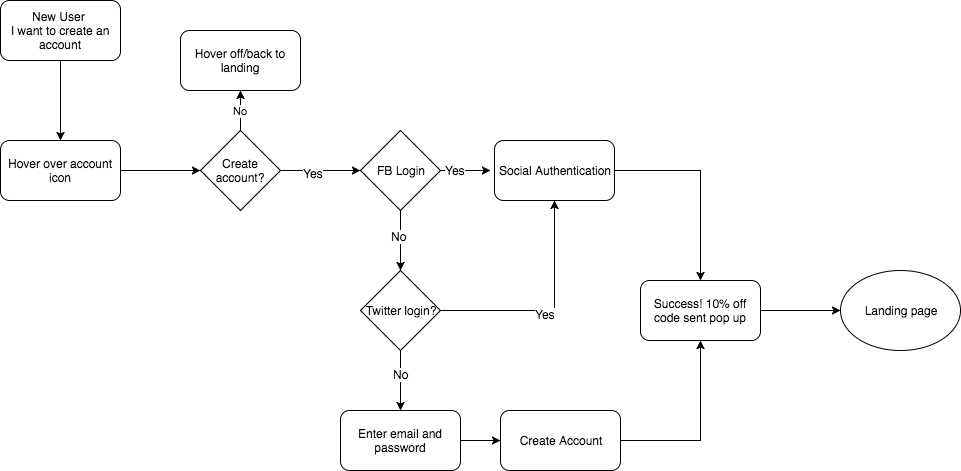 New User
I want to create an
account
Hover off/back to
landing
No
Hover over account
icon
Create
account?
Yes
FB Login
Yes
Social Authentication
No
Twitter login?
Yes
Success! 10% off
code sent pop up
Landing page
No
Enter email and
password
Create Account